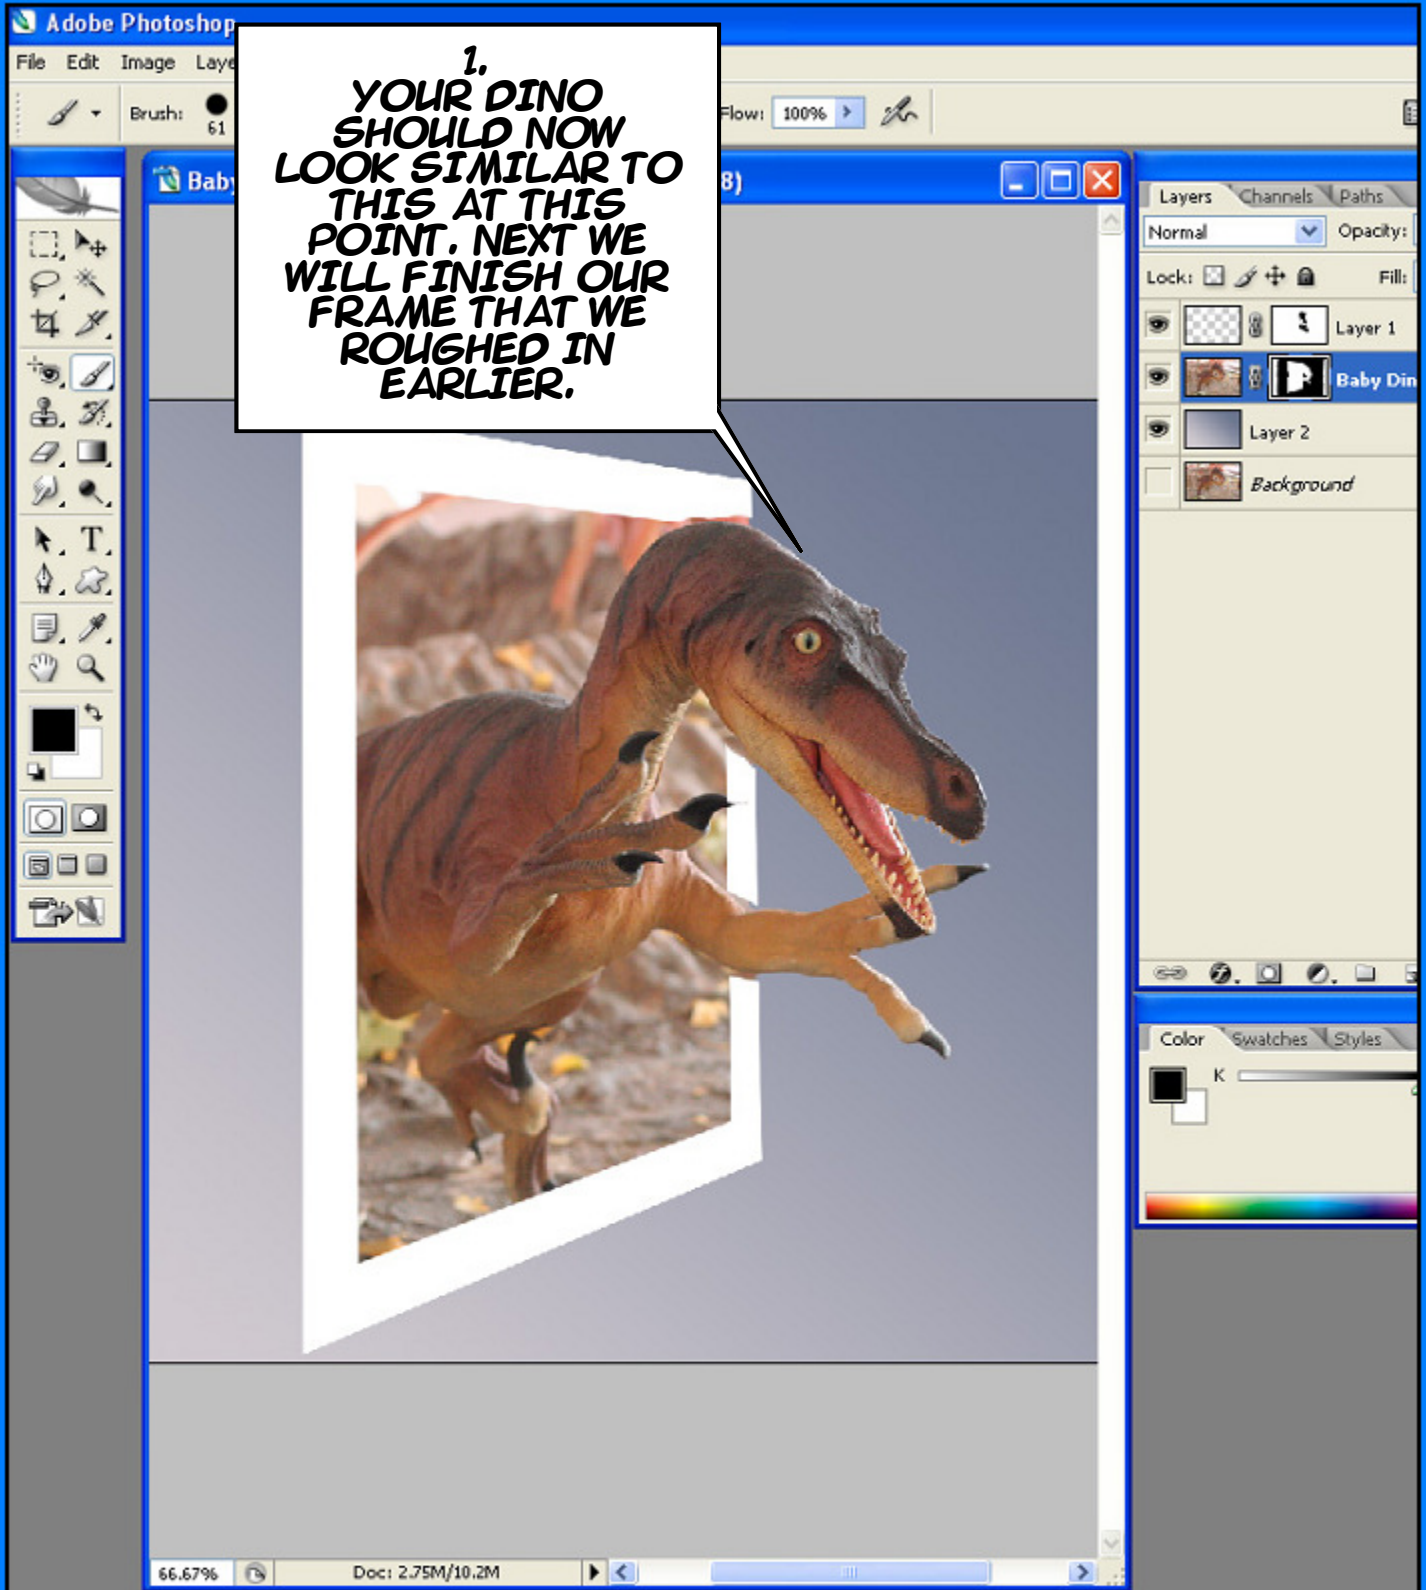 Adobe Photoshop
File Edit Image Laye
Brush: 61
Flow: 100%
1.
YOUR DINO
SHOULD NOW
LOOK SIMILAR TO
THIS AT THIS
POINT. NEXT WE
WILL FINISH OUR
FRAME THAT WE
ROUGHED IN
EARLIER.
Baby
8)
Layers Channels Paths
Normal Opacity:
Lock: Fill:
Layer 1
Baby Din
Layer 2
Background
T
Color Swatches Styles
K
66.67% Doc: 2.75M/10.2M